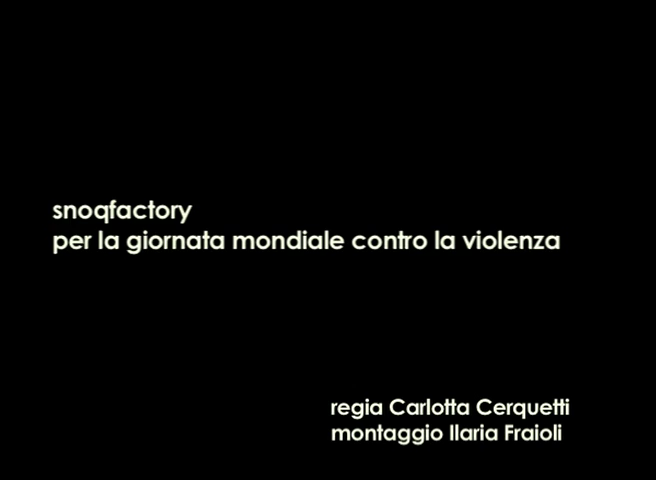 snoqfactory
per la giornata mondiale contro la violenza
regia Carlotta Cerquetti
montaggio Ilaria Fraioli